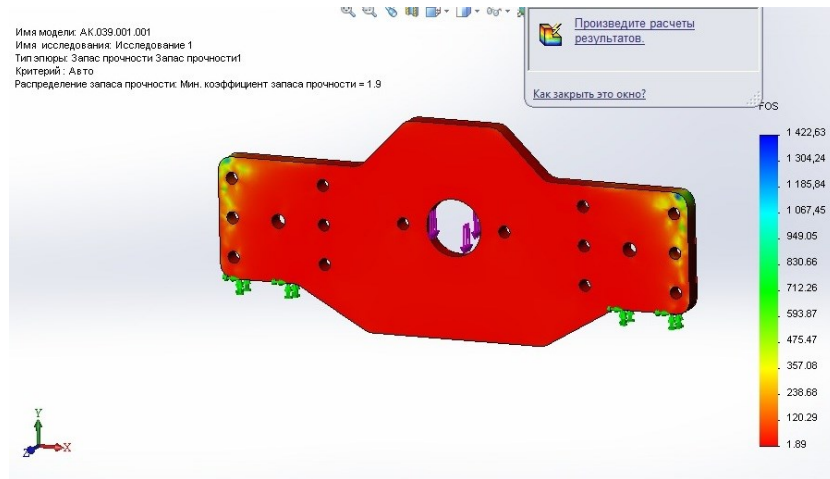 Имя модели: АК.039.001.001
Имя исследования: Исследование 1
Тип эпюры: Запас прочности Запас прочности1
Критерий : Авто
Распределение запаса прочности: Мин. коэффициент запаса прочности = 1.9
Произведите расчеты
результатов.
Как закрыть это окно?
FOS
1 422,63
1 304,24
1 185,84
1 067,45
949.05
830.66
712.26
593.87
475.47
357.08
238.68
120.29
1.89
Y
X
Z